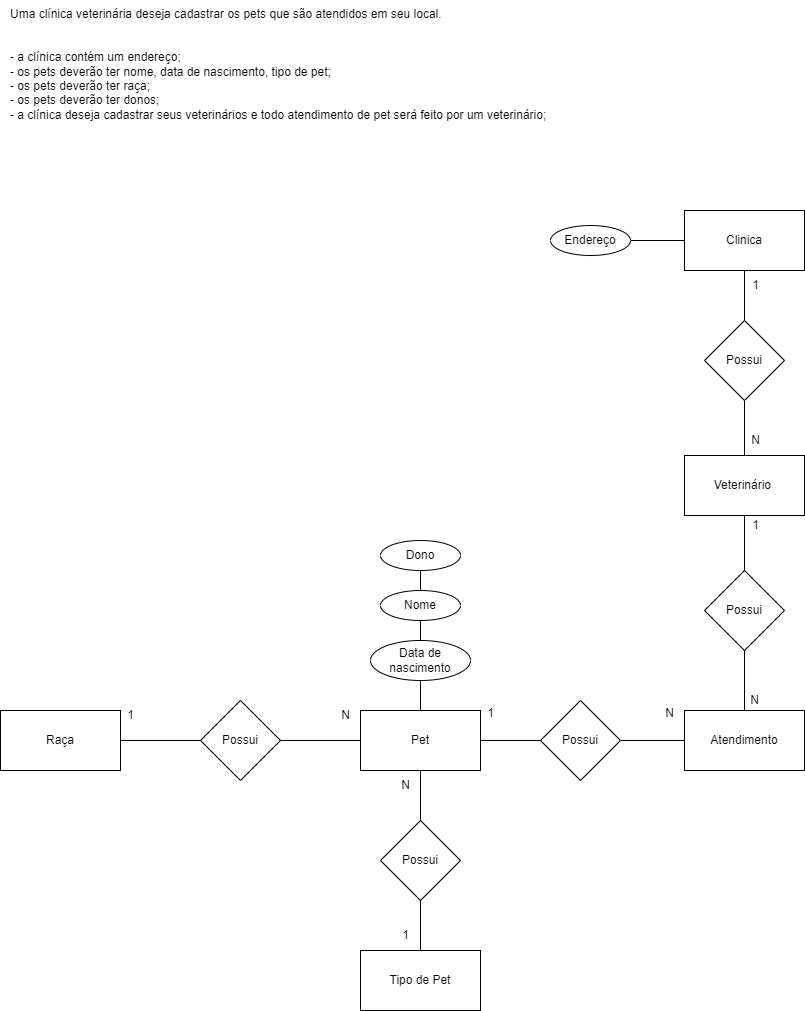 Uma clínica veterinária deseja cadastrar os pets que são atendidos em seu local.
- a clínica contém um endereço;
- os pets deverão ter nome, data de nascimento, tipo de pet;
- os pets deverão ter raça;
- os pets deverão ter donos;
- a clínica deseja cadastrar seus veterinários e todo atendimento de pet será feito por um veterinário;
Endereço
Clinica
1
Possui
N
Veterinário
1
Dono
Nome
Possui
Data de
nascimento
N
1
N
1
N
Raça
Possui
Pet
Possui
Atendimento
N
Possui
1
Tipo de Pet